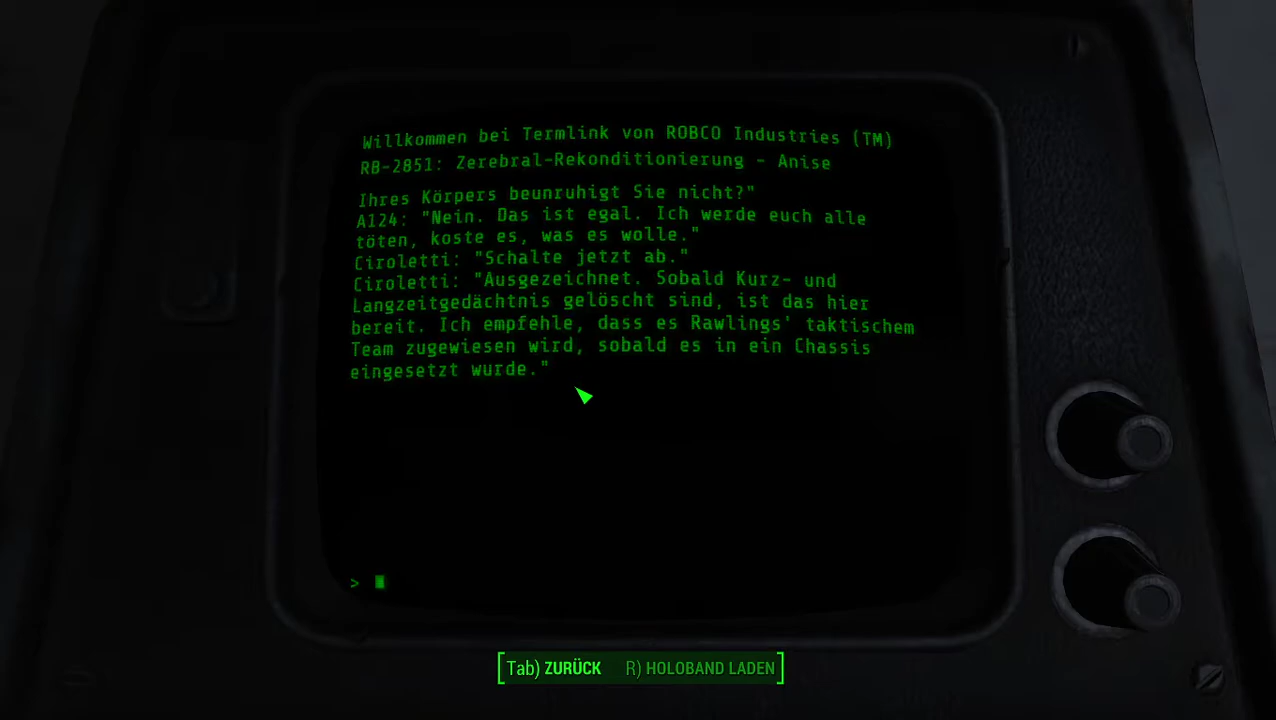 Willkommen bei Termlink von ROBCO Industries (TM)
RB-2851: Zerebral-Rekonditionierung - Anise
Ihres Körpers beunruhigt Sie nicht?"
A124: "Nein. Das ist egal. Ich werde euch alle
töten, koste es, was es wolle."
Ciroletti: "Schalte jetzt ab."
Ciroletti: "Ausgezeichnet. Sobald Kurz- und
Langzeitgedächtnis gelöscht sind, ist das hier
bereit. Ich empfehle, dass es Rawlings' taktischem
Team zugewiesen wird, sobald es in ein Chassis
eingesetzt wurde."
>
Tab) ZURÜCK R) HOLOBAND LADEN